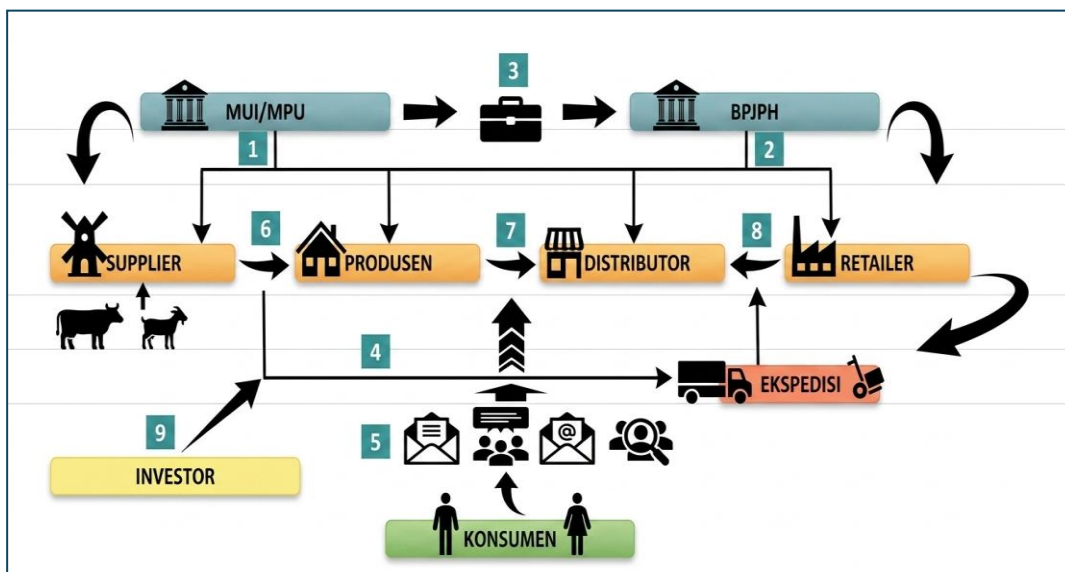 3
MUI/MPU
BPJPH
1
2
6
7
8
SUPPLIER
PRODUSEN
DISTRIBUTOR
RETAILER
4
EKSPEDISI
9
5
@
INVESTOR
KONSUMEN